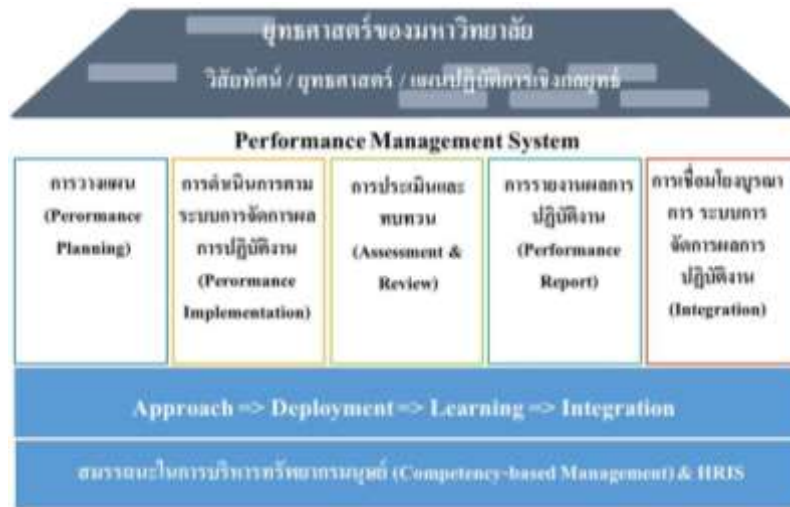 ยุทธศาสตร์ของมหาวิทยาลัย
วิสัยทัศน์ / ยุทธศาสตร์ / แผนปฏิบัติการเชิงกลยุทธ์
Performance Management System
การวางแผน
(Perormance
Planning)
การดำเนินการตาม
ระบบการจัดการผล
การปฏิบัติงาน
(Perormance
Implementation)
การประเมินและ
ทบทวน
(Assessment &
Review)
การรายงานผลการ
ปฏิบัติงาน
(Performance
Report)
การเชื่อมโยงบูรณา
การ ระบบการ
จัดการผลการ
ปฏิบัติงาน
(Integration)
Approach => Deployment => Learning => Integration
สมรรถนะในการบริหารทรัพยากรมนุษย์ (Competency-based Management) & HRIS